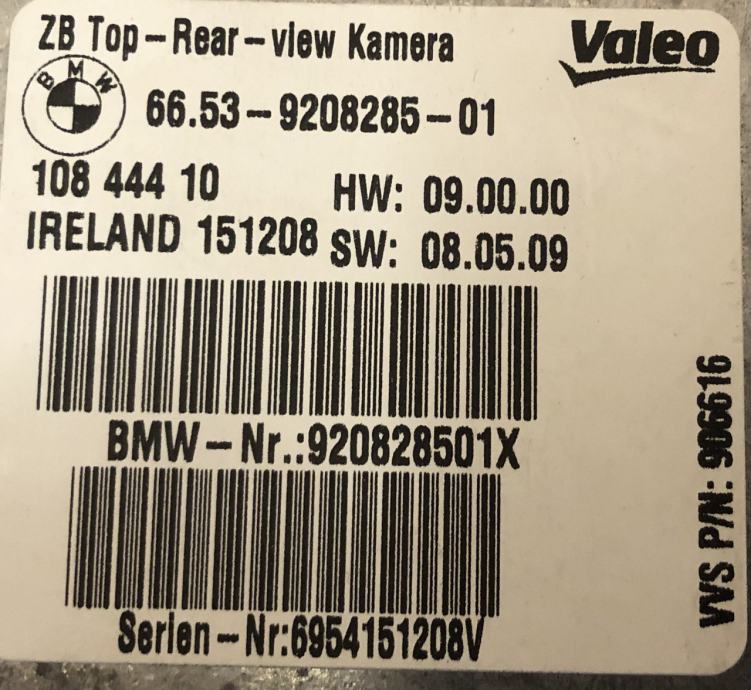 ZB Top-Rear-view Kamera
Valeo
BMW
66.53-9208285-01
108 444 10
HW: 09.00.00
IRELAND 151208
SW: 08.05.09
BMW-Nr.:920828501X
Serien-Nr:6954151208V
VVS P/N: 906616